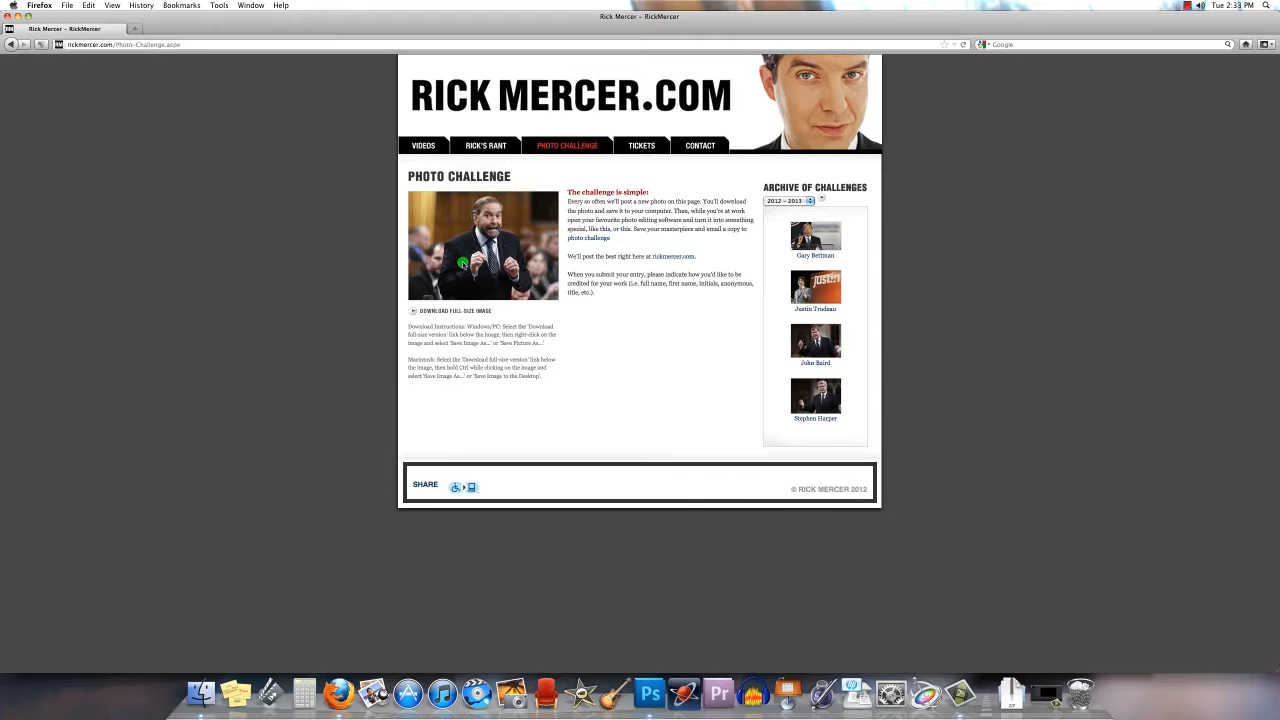 Firefox File Edit View History Bookmarks Tools Window Help
Tue 2:33 PM
Rick Mercer – RickMercer
Rick Mercer – RickMercer
rickmercer.com/Photo-Challenge.aspx
Google
RICK MERCER.COM
VIDEOS
RICK'S RANT
PHOTO CHALLENGE
TICKETS
CONTACT
PHOTO CHALLENGE
The challenge is simple:
Every so often we'll post a new photo on this page. You'll download
the photo and save it to your computer. Then, while you're at work
open your favourite photo editing software and turn it into something
special, like this, or this. Save your masterpiece and email a copy to
photo challenge
We'll post the best right here at rickmercer.com.
When you submit your entry, please indicate how you'd like to be
credited for your work (i.e. full name, first name, initials, anonymous,
title, etc.).
DOWNLOAD FULL-SIZE IMAGE
Download Instructions: Windows/PC: Select the 'Download
full-size version' link below the image, then right-click on the
image and select 'Save Image As...' or 'Save Picture As...'
Macintosh: Select the 'Download full-size version' link below
the image, then hold Ctrl while clicking on the image and
select 'Save Image As...' or 'Save Image to the Desktop'.
ARCHIVE OF CHALLENGES
2012 – 2013
justin
Gary Bettman
Justin Trudeau
John Baird
Stephen Harper
SHARE
© RICK MERCER 2012
Ps
Pr
HP
ZIP